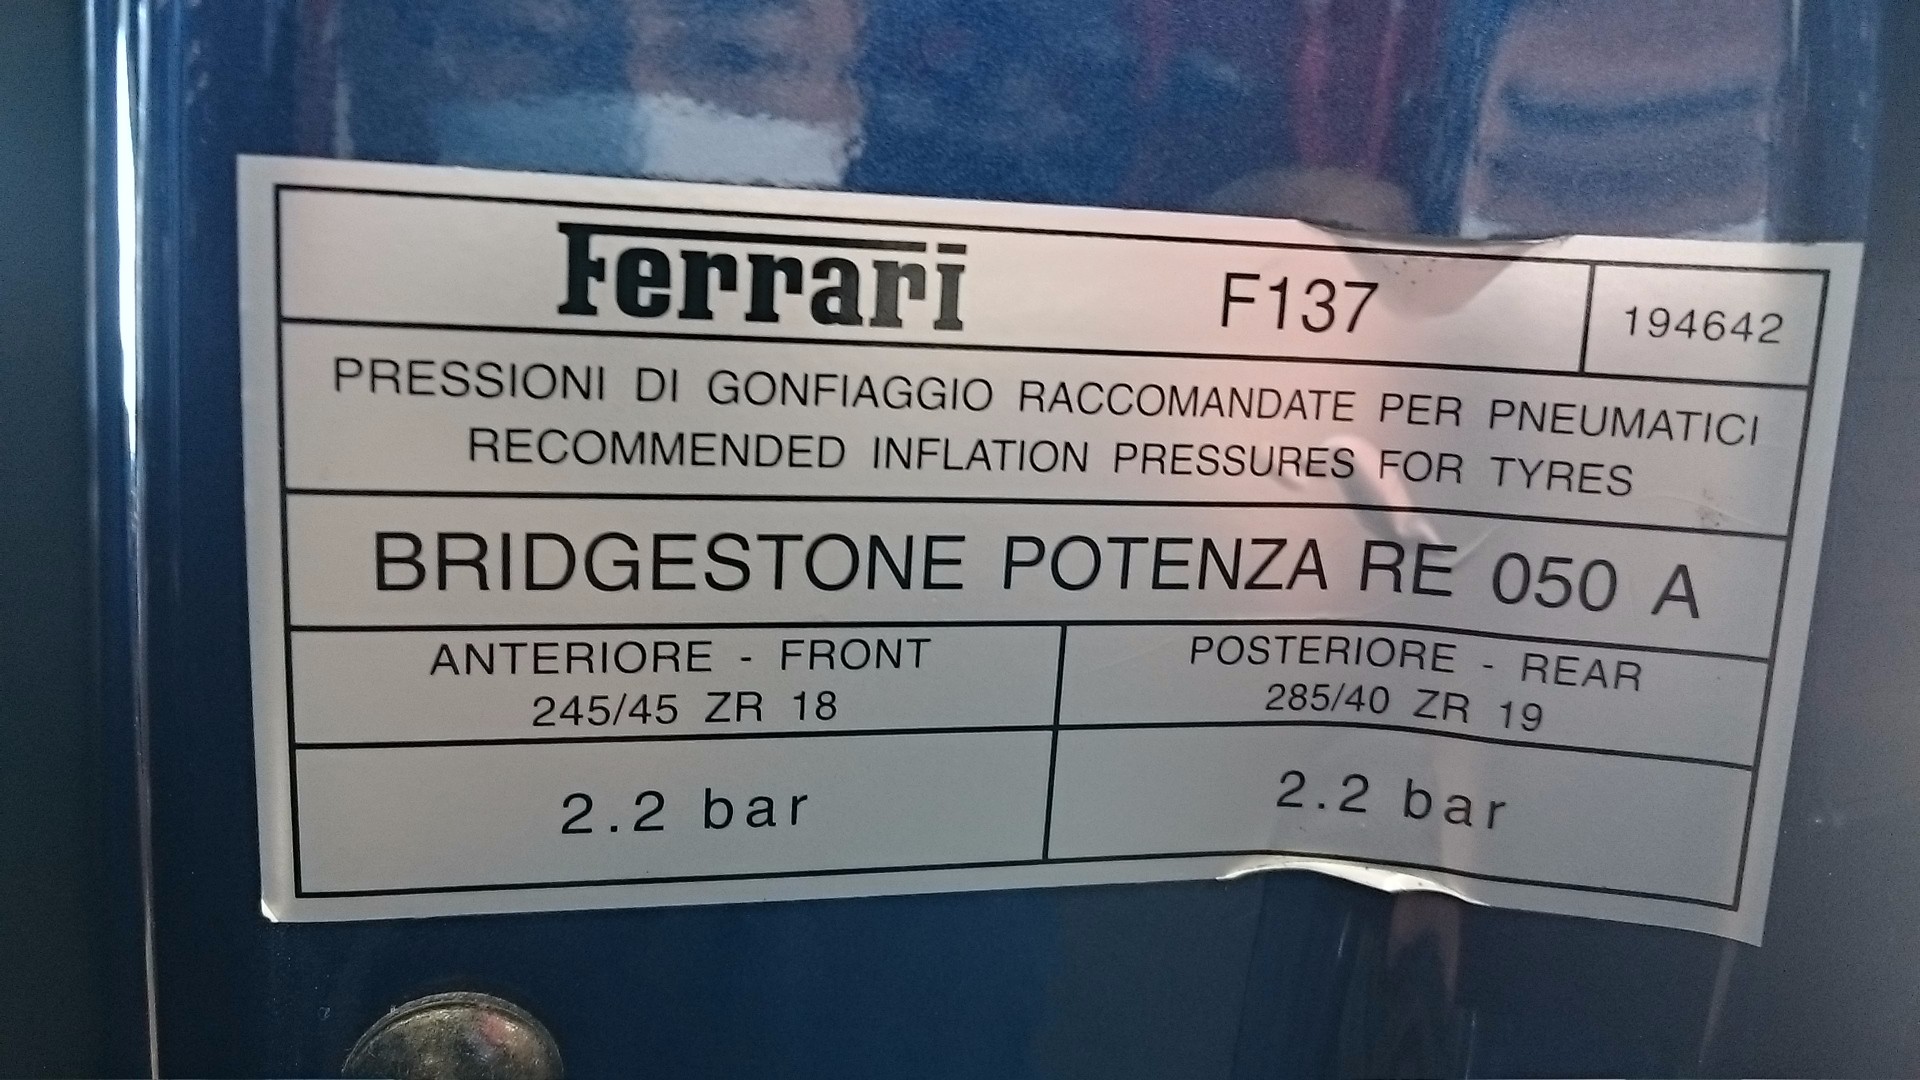 Ferrari F137 194642
PRESSIONI DI GONFIAGGIO RACCOMANDATE PER PNEUMATICI
RECOMMENDED INFLATION PRESSURES FOR TYRES
BRIDGESTONE POTENZA RE 050 A
ANTERIORE - FRONT
245/45 ZR 18
POSTERIORE - REAR
285/40 ZR 19
2.2 bar
2.2 bar